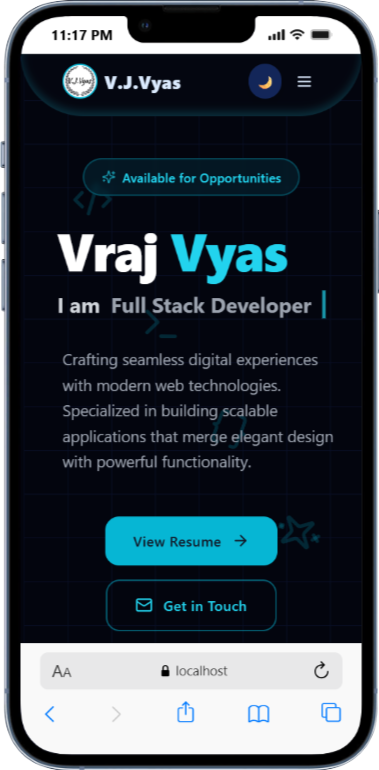 11:17 PM
V.J.Vyas
V.J.Vyas
Available for Opportunities
</>
Vraj Vyas
I am Full Stack Developer |
>_
Crafting seamless digital experiences
with modern web technologies.
Specialized in building scalable
{ }
applications that merge elegant design
with powerful functionality.
View Resume →
Get in Touch
AA
localhost